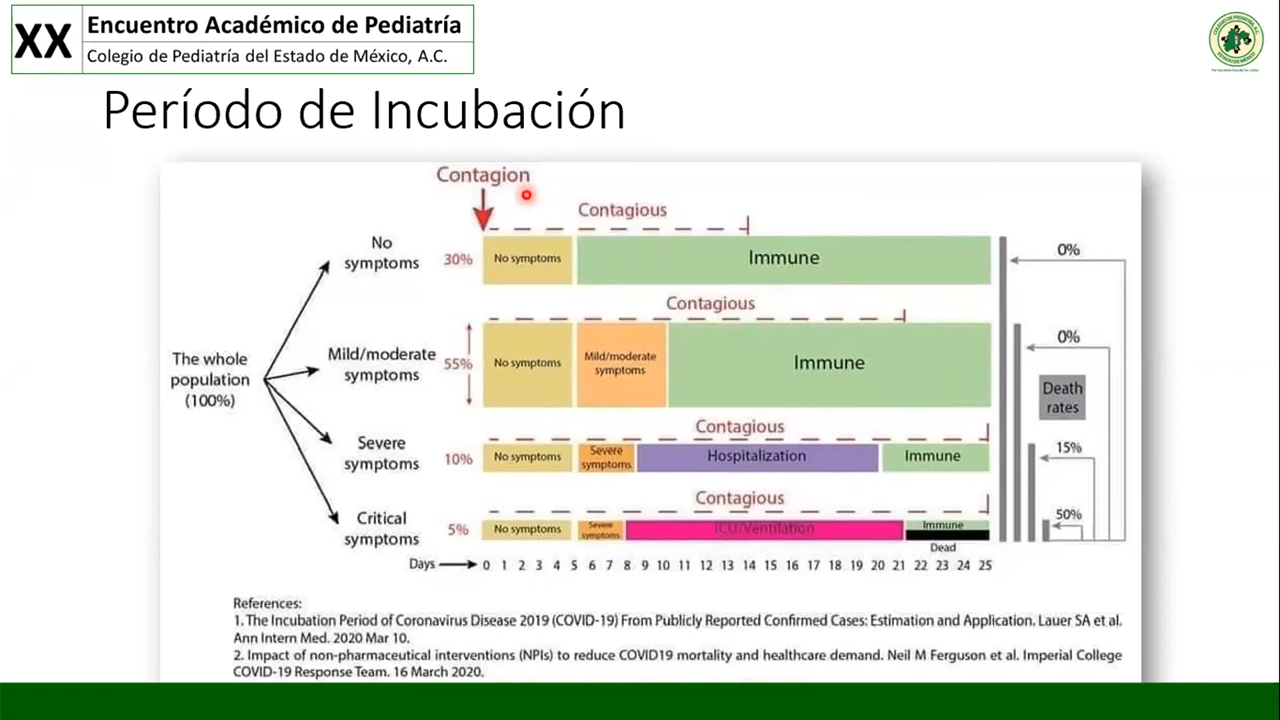 XX
Encuentro Académico de Pediatría
Colegio de Pediatría del Estado de México, A.C.
Período de Incubación
Contagion
Contagious
No
symptoms
30%
No symptoms
Immune
0%
Contagious
The whole
population
(100%)
Mild/moderate
symptoms
55%
No symptoms
Mild/moderate
symptoms
Immune
0%
Death
rates
Contagious
Severe
symptoms
10%
No symptoms
Severe
symptoms
Hospitalization
Immune
15%
Contagious
Critical
symptoms
5%
No symptoms
Severe
symptoms
ICU/Ventilation
Immune
Dead
50%
Days 0 1 2 3 4 5 6 7 8 9 10 11 12 13 14 15 16 17 18 19 20 21 22 23 24 25
References:
1. The Incubation Period of Coronavirus Disease 2019 (COVID-19) From Publicly Reported Confirmed Cases: Estimation and Application. Lauer SA et al.
Ann Intern Med. 2020 Mar 10.
2. Impact of non-pharmaceutical interventions (NPIs) to reduce COVID19 mortality and healthcare demand. Neil M Ferguson et al. Imperial College
COVID-19 Response Team. 16 March 2020.